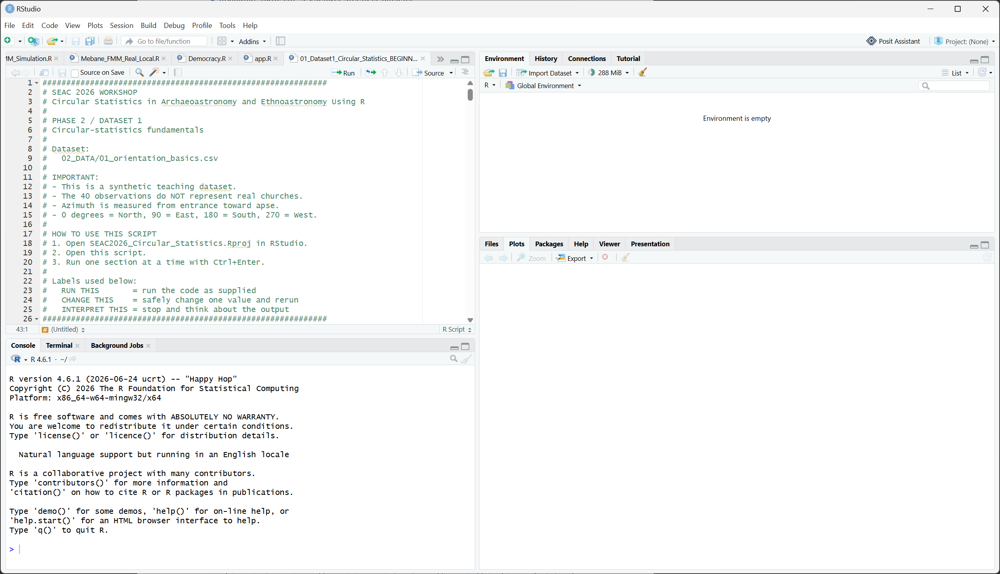 RStudio
File Edit Code View Plots Session Build Debug Profile Tools Help
Go to file/function Addins Posit Assistant Project: (None)
IM_Simulation.R Mebane_FMM_Real_Local.R Democracy.R app.R 01_Dataset1_Circular_Statistics_BEGINN...
Source on Save Run Source
1 ############################################################
2 # SEAC 2026 WORKSHOP
3 # Circular Statistics in Archaeoastronomy and Ethnoastronomy Using R
4 #
5 # PHASE 2 / DATASET 1
6 # Circular-statistics fundamentals
7 #
8 # Dataset:
9 #   02_DATA/01_orientation_basics.csv
10 #
11 # IMPORTANT:
12 # - This is a synthetic teaching dataset.
13 # - The 40 observations do NOT represent real churches.
14 # - Azimuth is measured from entrance toward apse.
15 # - 0 degrees = North, 90 = East, 180 = South, 270 = West.
16 #
17 # HOW TO USE THIS SCRIPT
18 # 1. Open SEAC2026_Circular_Statistics.Rproj in RStudio.
19 # 2. Open this script.
20 # 3. Run one section at a time with Ctrl+Enter.
21 #
22 # Labels used below:
23 #   RUN THIS       = run the code as supplied
24 #   CHANGE THIS    = safely change one value and rerun
25 #   INTERPRET THIS = stop and think about the output
26 ############################################################
43:1 # (Untitled) R Script
Console Terminal Background Jobs
R R 4.6.1 · ~/
R version 4.6.1 (2026-06-24 ucrt) -- "Happy Hop"
Copyright (C) 2026 The R Foundation for Statistical Computing
Platform: x86_64-w64-mingw32/x64
R is free software and comes with ABSOLUTELY NO WARRANTY.
You are welcome to redistribute it under certain conditions.
Type 'license()' or 'licence()' for distribution details.
Natural language support but running in an English locale
R is a collaborative project with many contributors.
Type 'contributors()' for more information and
'citation()' on how to cite R or R packages in publications.
Type 'demo()' for some demos, 'help()' for on-line help, or
'help.start()' for an HTML browser interface to help.
Type 'q()' to quit R.
>
Environment History Connections Tutorial
Import Dataset 288 MiB List
R Global Environment
Environment is empty
Files Plots Packages Help Viewer Presentation
Zoom Export